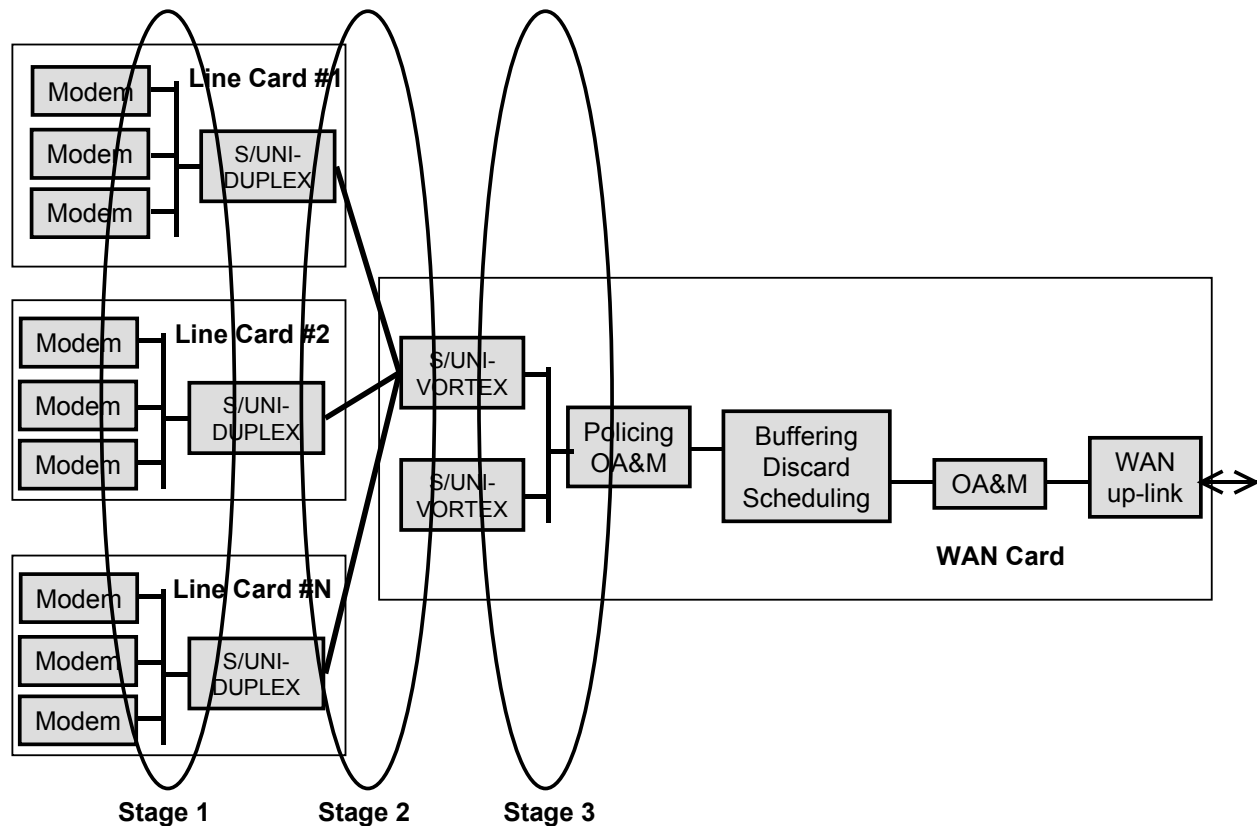 Line Card #1
Modem
Modem
Modem
S/UNI-
DUPLEX
Line Card #2
Modem
Modem
Modem
S/UNI-
DUPLEX
Line Card #N
Modem
Modem
Modem
S/UNI-
DUPLEX
S/UNI-
VORTEX
S/UNI-
VORTEX
Policing
OA&M
Buffering
Discard
Scheduling
OA&M
WAN
up-link
WAN Card
Stage 1
Stage 2
Stage 3